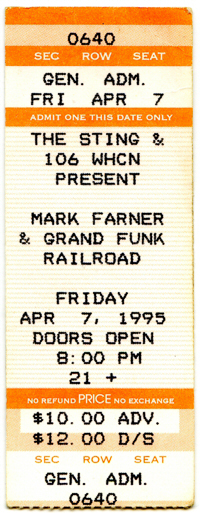 0640
SEC ROW SEAT
GEN. ADM.
FRI APR 7
ADMIT ONE THIS DATE ONLY
THE STING &
106 WHCN
PRESENT
MARK FARNER
& GRAND FUNK
RAILROAD
FRIDAY
APR 7, 1995
DOORS OPEN
8:00 PM
21 +
NO REFUND PRICE NO EXCHANGE
$10.00 ADV.
$12.00 D/S
SEC ROW SEAT
GEN. ADM.
0640